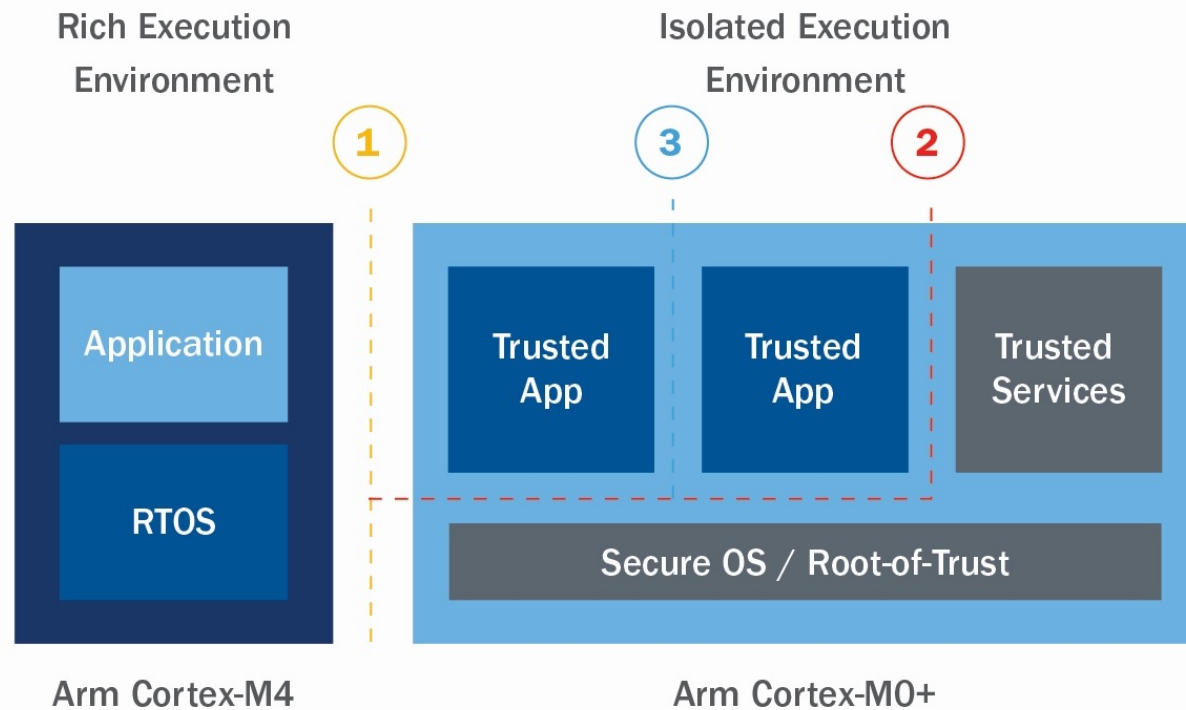 Rich Execution
Environment
Isolated Execution
Environment
1
3
2
Application
RTOS
Trusted
App
Trusted
App
Trusted
Services
Secure OS / Root-of-Trust
Arm Cortex-M4
Arm Cortex-M0+